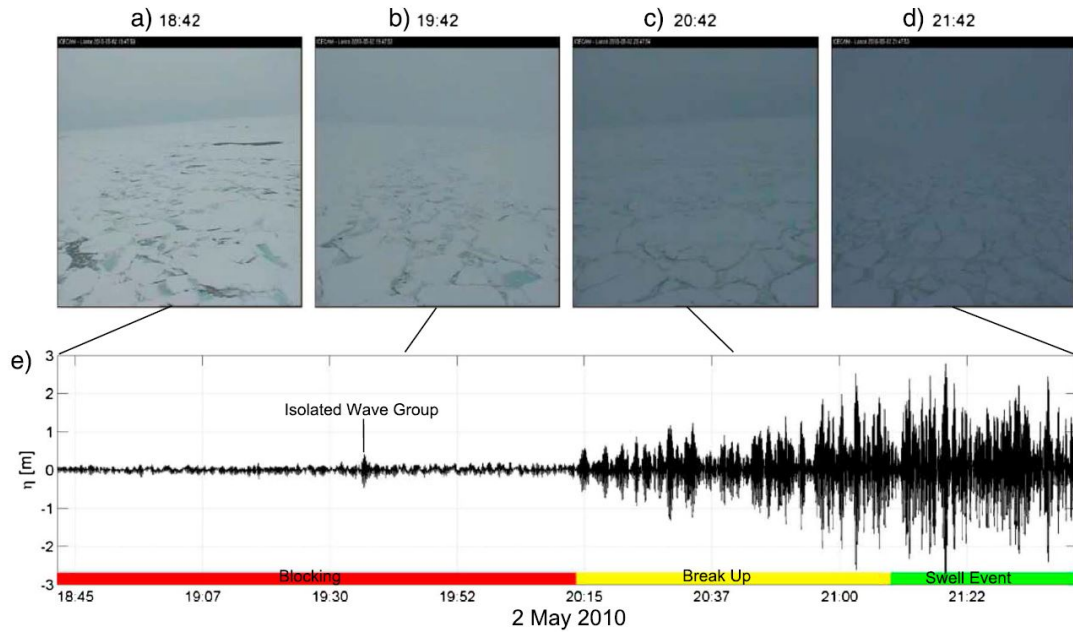 a) 18:42
b) 19:42
c) 20:42
d) 21:42
e)
3
2
1
0
-1
-2
-3
η [m]
Isolated Wave Group
Blocking
Break Up
Swell Event
18:45
19:07
19:30
19:52
20:15
20:37
21:00
21:22
2 May 2010